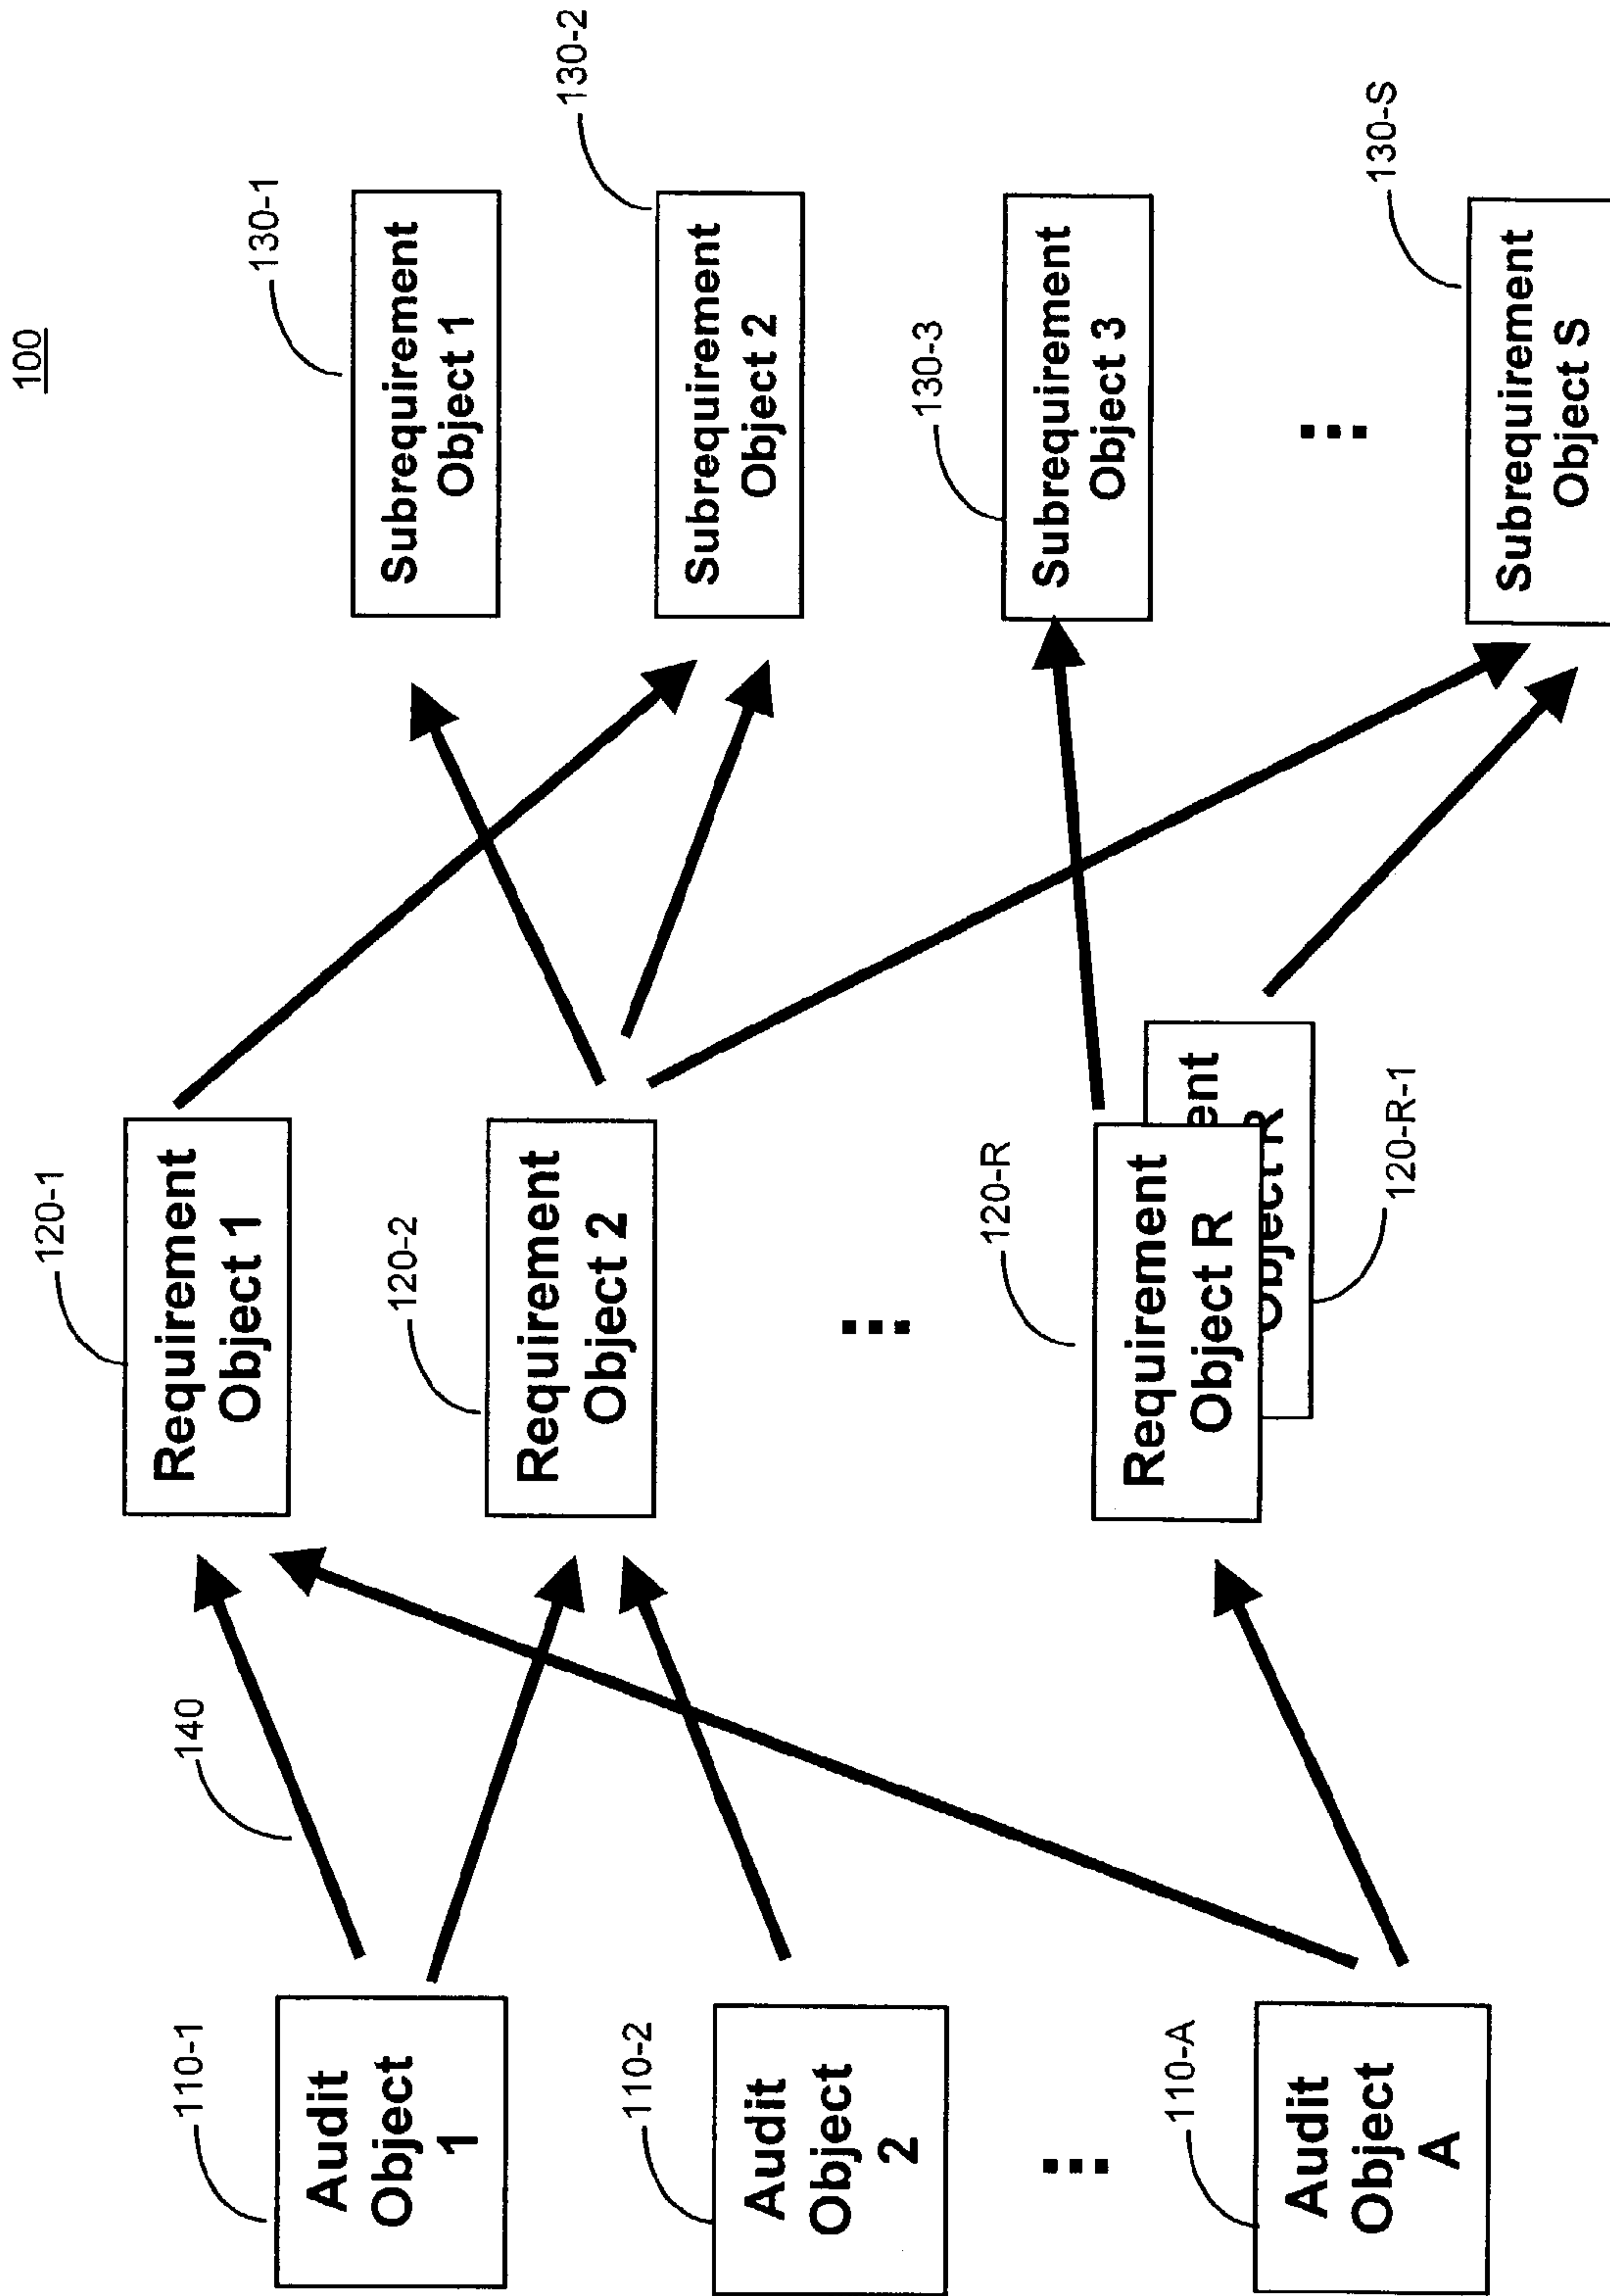 100
110-1
Audit
Object
1
110-2
Audit
Object
2
110-A
Audit
Object
A
140
120-1
Requirement
Object 1
120-2
Requirement
Object 2
120-R
Requirement
Object R
ent
Object R
120-R-1
130-1
Subrequirement
Object 1
130-2
Subrequirement
Object 2
130-3
Subrequirement
Object 3
130-S
Subrequirement
Object S